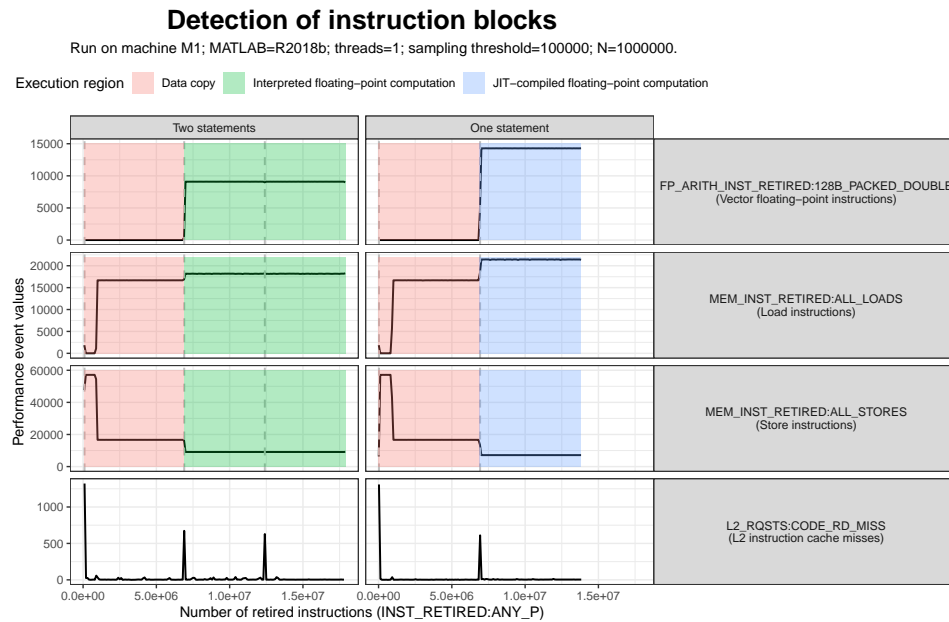 Detection of instruction blocks
Run on machine M1; MATLAB=R2018b; threads=1; sampling threshold=100000; N=1000000.
Execution region Data copy Interpreted floating−point computation JIT−compiled floating−point computation
Two statements One statement
15000
10000
5000
0
FP_ARITH_INST_RETIRED:128B_PACKED_DOUBLE
(Vector floating−point instructions)
20000
15000
10000
5000
0
MEM_INST_RETIRED:ALL_LOADS
(Load instructions)
60000
40000
20000
0
MEM_INST_RETIRED:ALL_STORES
(Store instructions)
1000
500
0
L2_RQSTS:CODE_RD_MISS
(L2 instruction cache misses)
Performance event values
0.0e+00 5.0e+06 1.0e+07 1.5e+07 0.0e+00 5.0e+06 1.0e+07 1.5e+07
Number of retired instructions (INST_RETIRED:ANY_P)